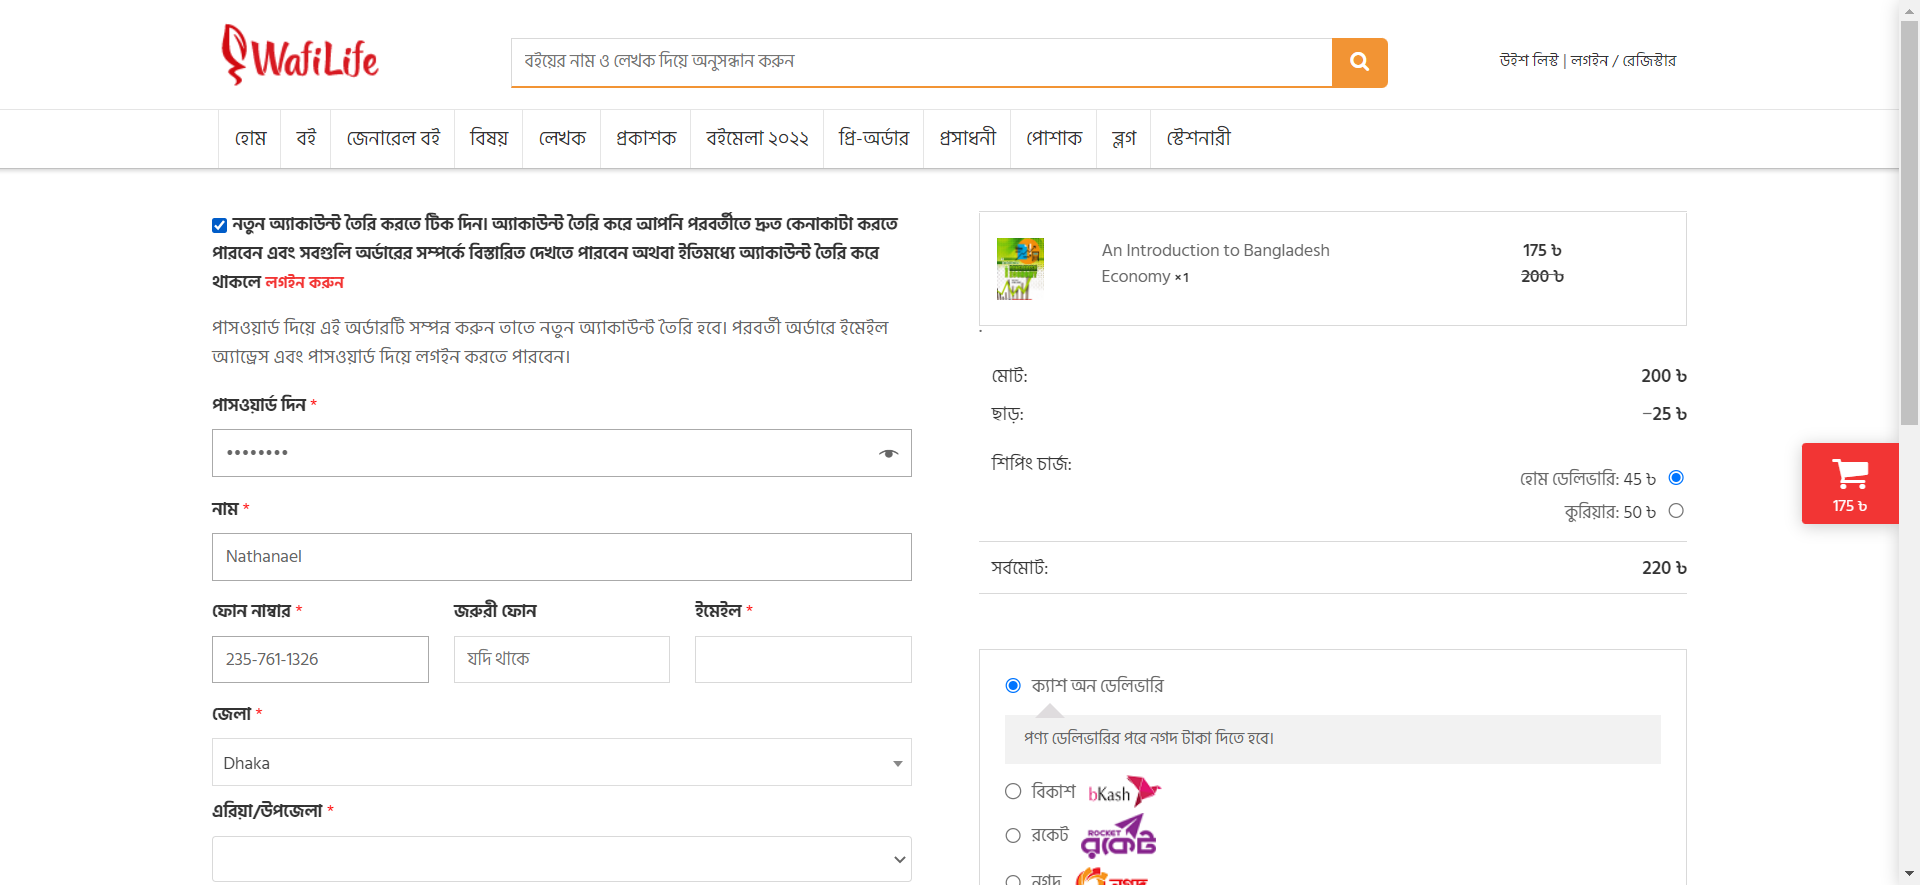 WafiLife
বইয়ের নাম ও লেখক দিয়ে অনুসন্ধান করুন
উইশ লিস্ট | লগইন / রেজিস্টার
হোম বই জেনারেল বই বিষয় লেখক প্রকাশক বইমেলা ২০২২ প্রি-অর্ডার প্রসাধনী পোশাক ব্লগ স্টেশনারী
নতুন অ্যাকাউন্ট তৈরি করতে টিক দিন। অ্যাকাউন্ট তৈরি করে আপনি পরবর্তীতে দ্রুত কেনাকাটা করতে
পারবেন এবং সবগুলি অর্ডারের সম্পর্কে বিস্তারিত দেখতে পারবেন অথবা ইতিমধ্যে অ্যাকাউন্ট তৈরি করে
থাকলে লগইন করুন
পাসওয়ার্ড দিয়ে এই অর্ডারটি সম্পন্ন করুন তাতে নতুন অ্যাকাউন্ট তৈরি হবে। পরবর্তী অর্ডারে ইমেইল
অ্যাড্রেস এবং পাসওয়ার্ড দিয়ে লগইন করতে পারবেন।
পাসওয়ার্ড দিন *
••••••••
নাম *
Nathanael
ফোন নাম্বার * জরুরী ফোন ইমেইল *
235-761-1326 যদি থাকে
জেলা *
Dhaka
এরিয়া/উপজেলা *
An Introduction to Bangladesh 175 ৳
Economy ×1 200 ৳
মোট: 200 ৳
ছাড়: -25 ৳
শিপিং চার্জ:
হোম ডেলিভারি: 45 ৳
কুরিয়ার: 50 ৳
সর্বমোট: 220 ৳
175 ৳
ক্যাশ অন ডেলিভারি
পণ্য ডেলিভারির পরে নগদ টাকা দিতে হবে।
বিকাশ bKash
রকেট ROCKET রকেট
নগদ নগদ